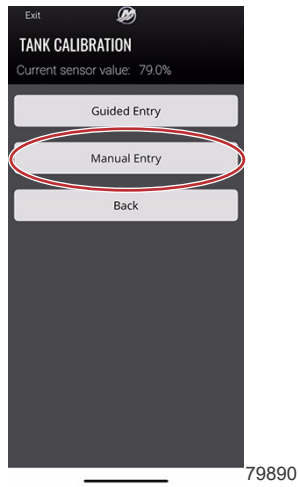 Exit
TANK CALIBRATION
Current sensor value: 79.0%
Guided Entry
Manual Entry
Back
79890